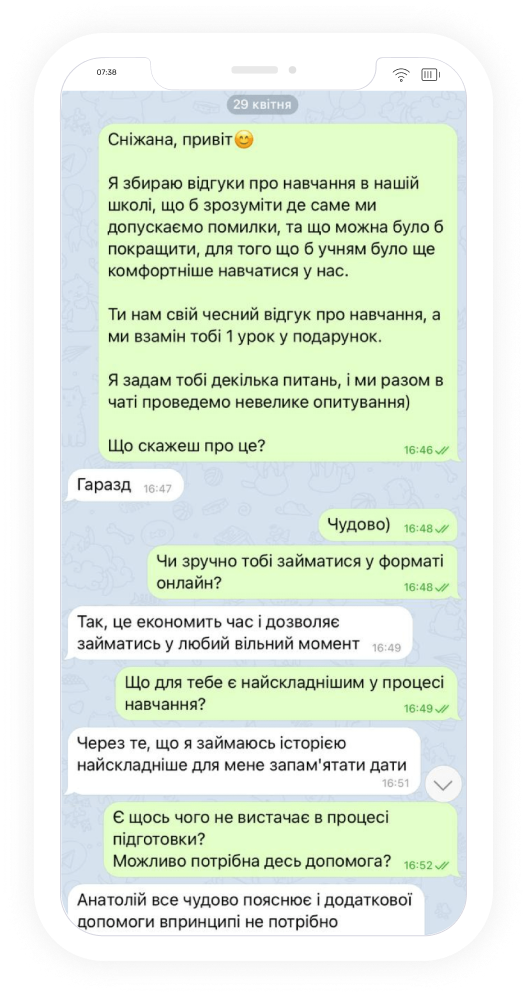 07:38
29 квітня
Сніжана, привіт😊
Я збираю відгуки про навчання в нашій
школі, що б зрозуміти де саме ми
допускаємо помилки, та що можна було б
покращити, для того що б учням було ще
комфортніше навчатися у нас.
Ти нам свій чесний відгук про навчання, а
ми взамін тобі 1 урок у подарунок.
Я задам тобі декілька питань, і ми разом в
чаті проведемо невелике опитування)
Що скажеш про це?
16:46
Гаразд 16:47
Чудово) 16:48
Чи зручно тобі займатися у форматі
онлайн?
16:48
Так, це економить час і дозволяє
займатись у любий вільний момент 16:49
Що для тебе є найскладнішим у процесі
навчання?
16:49
Через те, що я займаюсь історією
найскладніше для мене запам'ятати дати
16:51
Є щось чого не вистачає в процесі
підготовки?
Можливо потрібна десь допомога? 16:52
Анатолій все чудово пояснює і додаткової
допомоги впринципі не потрібно